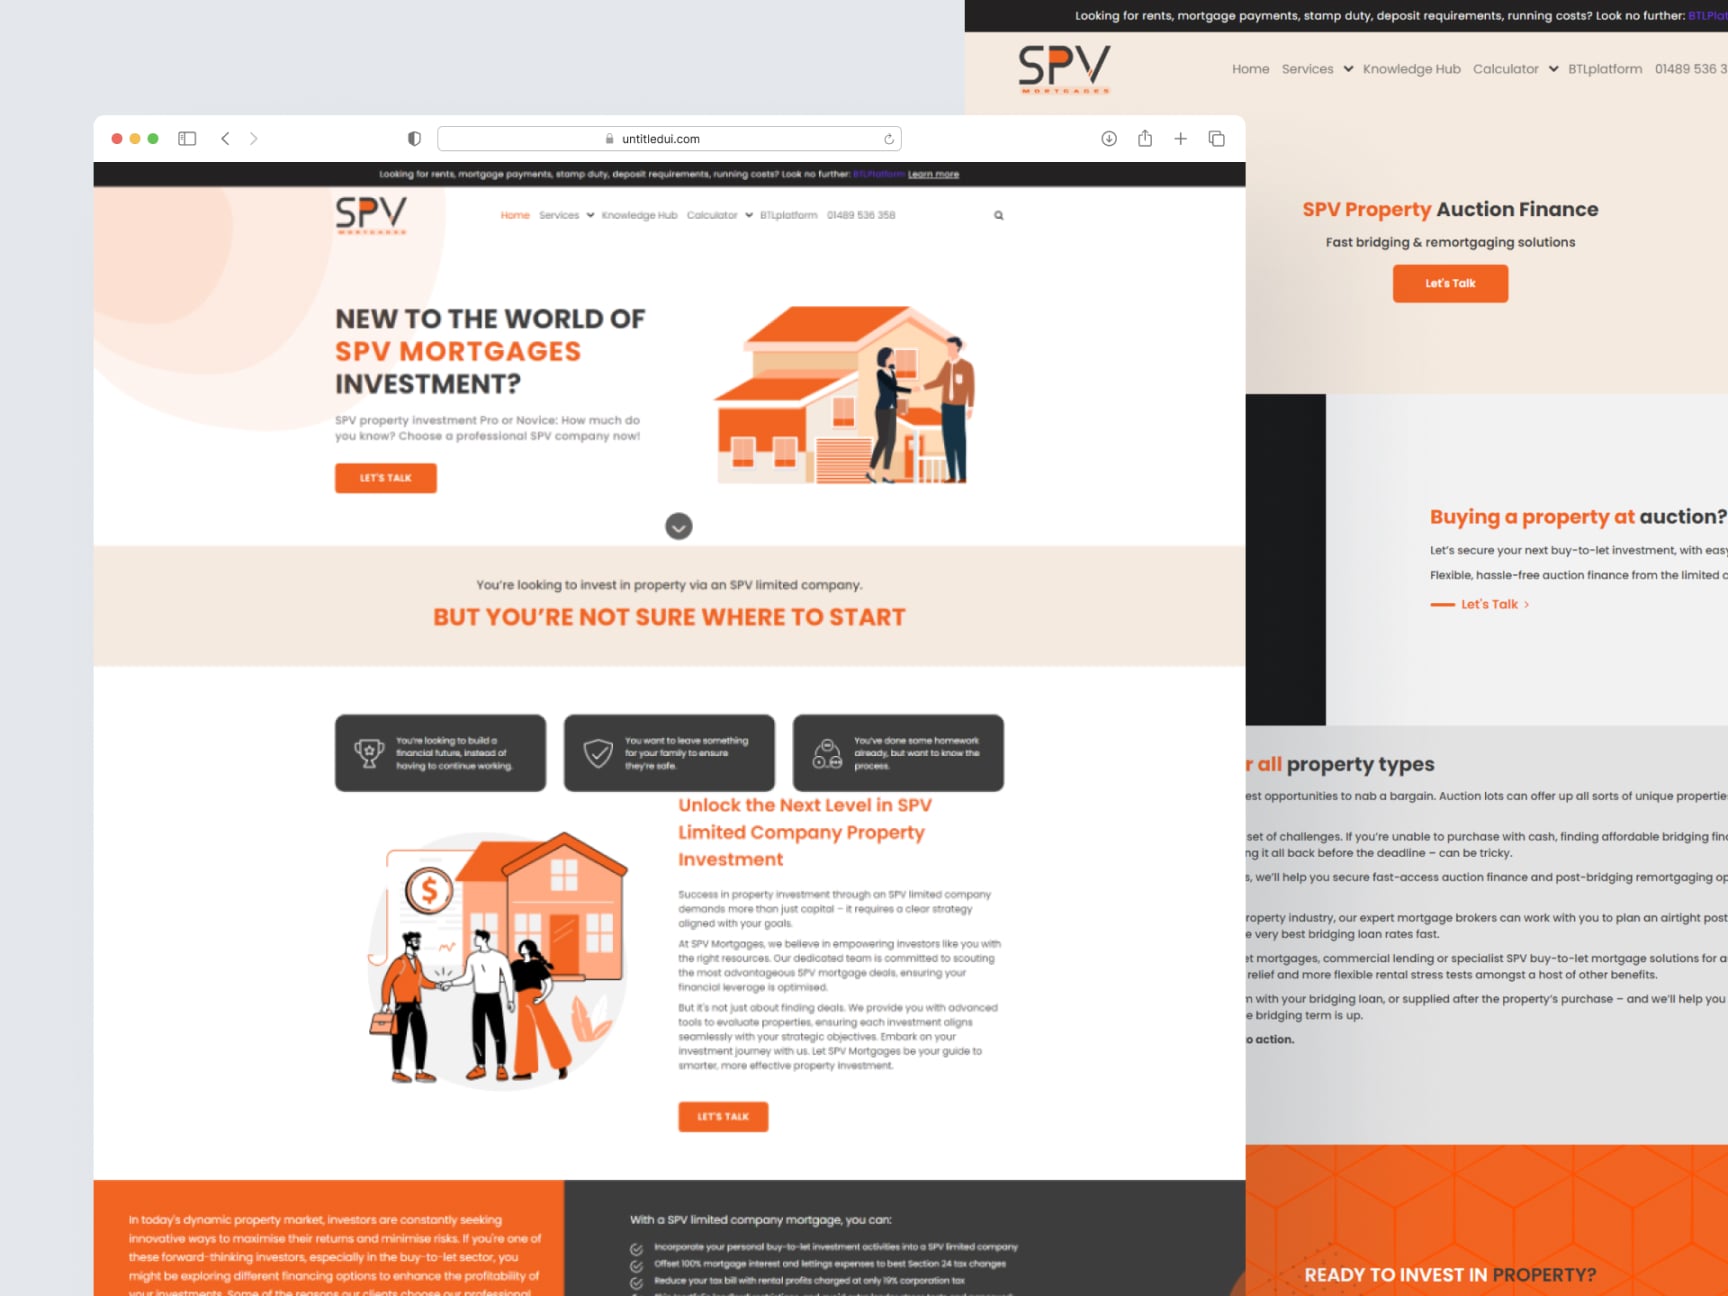 Looking for rents, mortgage payments, stamp duty, deposit requirements, running costs? Look no further:
SPV
MORTGAGES
Home Services Knowledge Hub Calculator BTLplatform 01489 536 3
untitledui.com
Looking for rents, mortgage payments, stamp duty, deposit requirements, running costs? Look no further: BTLPlatform Learn more
SPV
MORTGAGES
Home Services Knowledge Hub Calculator BTLplatform 01489 536 358
NEW TO THE WORLD OF
SPV MORTGAGES
INVESTMENT?
SPV property investment Pro or Novice: How much do
you know? Choose a professional SPV company now!
LET'S TALK
You're looking to invest in property via an SPV limited company.
BUT YOU'RE NOT SURE WHERE TO START
You're looking to build a
financial future, instead of
having to continue working.
You want to leave something
for your family to ensure
they're safe.
You've done some homework
already, but want to know the
process.
Unlock the Next Level in SPV
Limited Company Property
Investment
$
Success in property investment through an SPV limited company
demands more than just capital – it requires a clear strategy
aligned with your goals.
At SPV Mortgages, we believe in empowering investors like you with
the right resources. Our dedicated team is committed to scouting
the most advantageous SPV mortgage deals, ensuring your
financial leverage is optimised.
But it's not just about finding deals. We provide you with advanced
tools to evaluate properties, ensuring each investment aligns
seamlessly with your strategic objectives. Embark on your
investment journey with us. Let SPV Mortgages be your guide to
smarter, more effective property investment.
LET'S TALK
In today's dynamic property market, investors are constantly seeking
innovative ways to maximise their returns and minimise risks. If you're one of
these forward-thinking investors, especially in the buy-to-let sector, you
might be exploring different financing options to enhance the profitability of
your investments. Some of the reasons our clients choose our professional
With a SPV limited company mortgage, you can:
Incorporate your personal buy-to-let investment activities into a SPV limited company
Offset 100% mortgage interest and lettings expenses to best Section 24 tax changes
Reduce your tax bill with rental profits charged at only 19% corporation tax
SPV Property Auction Finance
Fast bridging & remortgaging solutions
Let's Talk
Buying a property at auction?
Let's secure your next buy-to-let investment, with easy
Flexible, hassle-free auction finance from the limited c
Let's Talk
r all property types
est opportunities to nab a bargain. Auction lots can offer up all sorts of unique propertie
set of challenges. If you're unable to purchase with cash, finding affordable bridging fin
ng it all back before the deadline – can be tricky.
s, we'll help you secure fast-access auction finance and post-bridging remortgaging op
roperty industry, our expert mortgage brokers can work with you to plan an airtight post
e very best bridging loan rates fast.
et mortgages, commercial lending or specialist SPV buy-to-let mortgage solutions for a
relief and more flexible rental stress tests amongst a host of other benefits.
n with your bridging loan, or supplied after the property's purchase – and we'll help you
e bridging term is up.
o action.
READY TO INVEST IN PROPERTY?